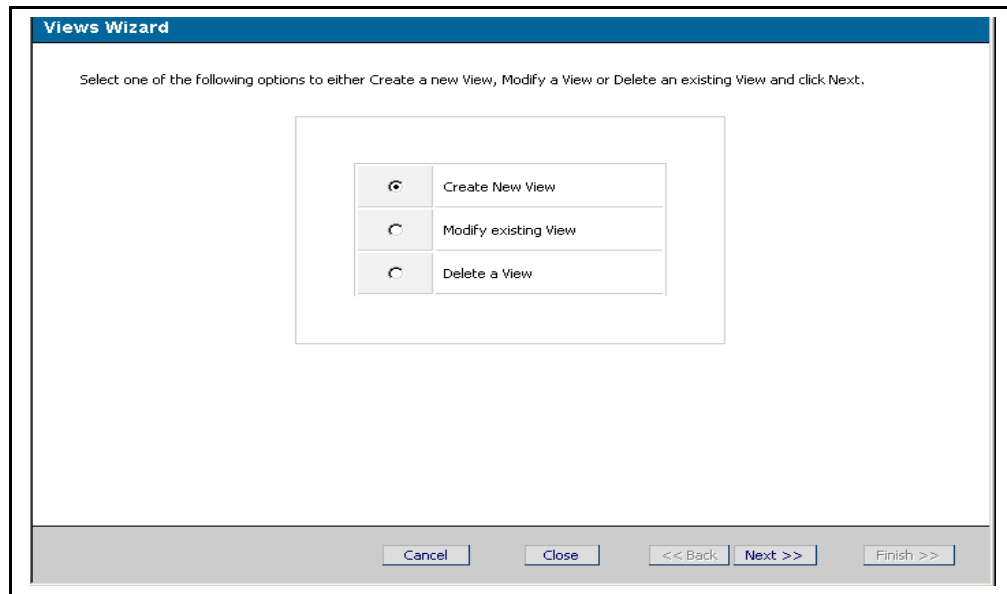 Views Wizard
Select one of the following options to either Create a new View, Modify a View or Delete an existing View and click Next.
Create New View
Modify existing View
Delete a View
Cancel Close << Back Next >> Finish >>